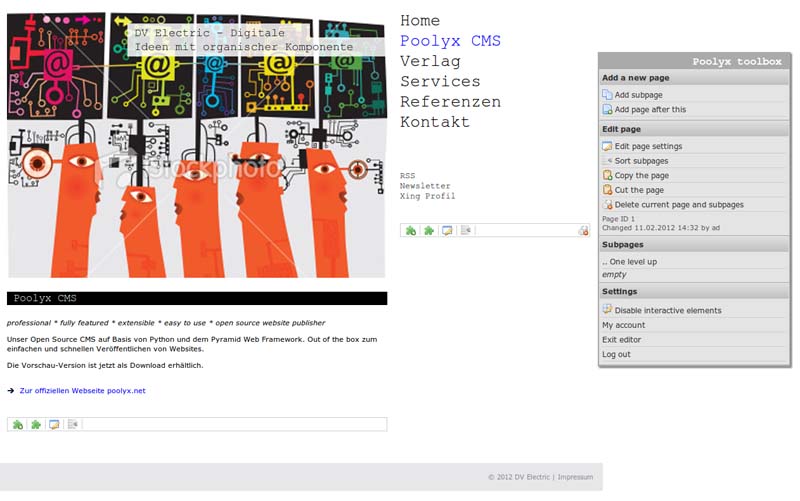 DV Electric – Digitale
Ideen mit organischer Komponente
@ @ @ @ @
iStockphoto
Home
Poolyx CMS
Verlag
Services
Referenzen
Kontakt
RSS
Newsletter
Xing Profil
Poolyx CMS
professional * fully featured * extensible * easy to use * open source website publisher
Unser Open Source CMS auf Basis von Python und dem Pyramid Web Framework. Out of the box zum
einfachen und schnellen Veröffentlichen von Websites.
Die Vorschau-Version ist jetzt als Download erhältlich.
Zur offiziellen Webseite poolyx.net
© 2012 DV Electric | Impressum
Poolyx toolbox
Add a new page
Add subpage
Add page after this
Edit page
Edit page settings
Sort subpages
Copy the page
Cut the page
Delete current page and subpages
Page ID 1
Changed 11.02.2012 14:32 by ad
Subpages
.. One level up
empty
Settings
Disable interactive elements
My account
Exit editor
Log out